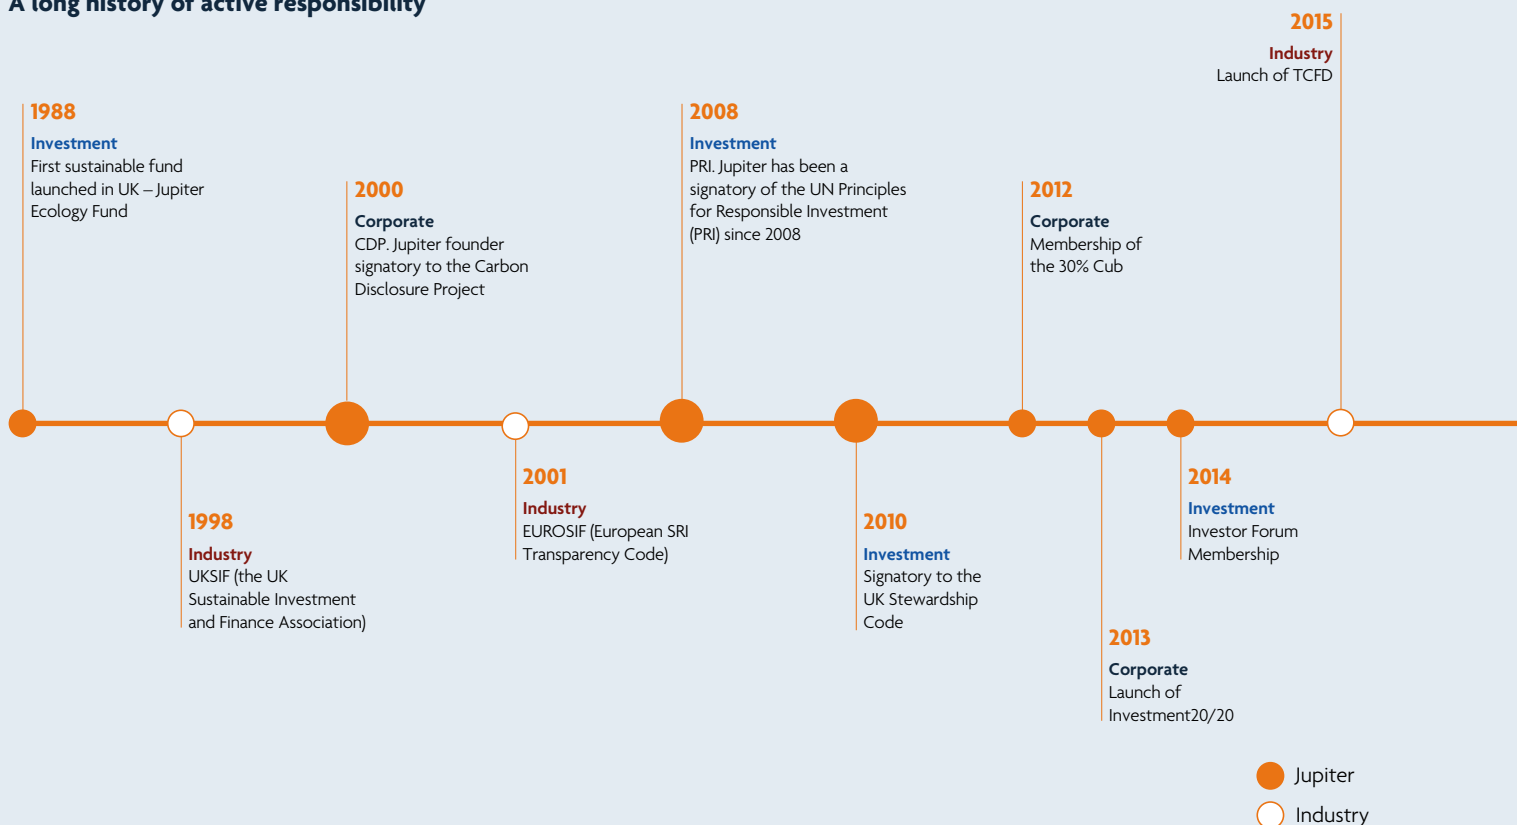 A long history of active responsibility
1988
Investment
First sustainable fund
launched in UK – Jupiter
Ecology Fund
1998
Industry
UKSIF (the UK
Sustainable Investment
and Finance Association)
2000
Corporate
CDP. Jupiter founder
signatory to the Carbon
Disclosure Project
2001
Industry
EUROSIF (European SRI
Transparency Code)
2008
Investment
PRI. Jupiter has been a
signatory of the UN Principles
for Responsible Investment
(PRI) since 2008
2010
Investment
Signatory to the
UK Stewardship
Code
2012
Corporate
Membership of
the 30% Cub
2013
Corporate
Launch of
Investment20/20
2014
Investment
Investor Forum
Membership
2015
Industry
Launch of TCFD
Jupiter
Industry